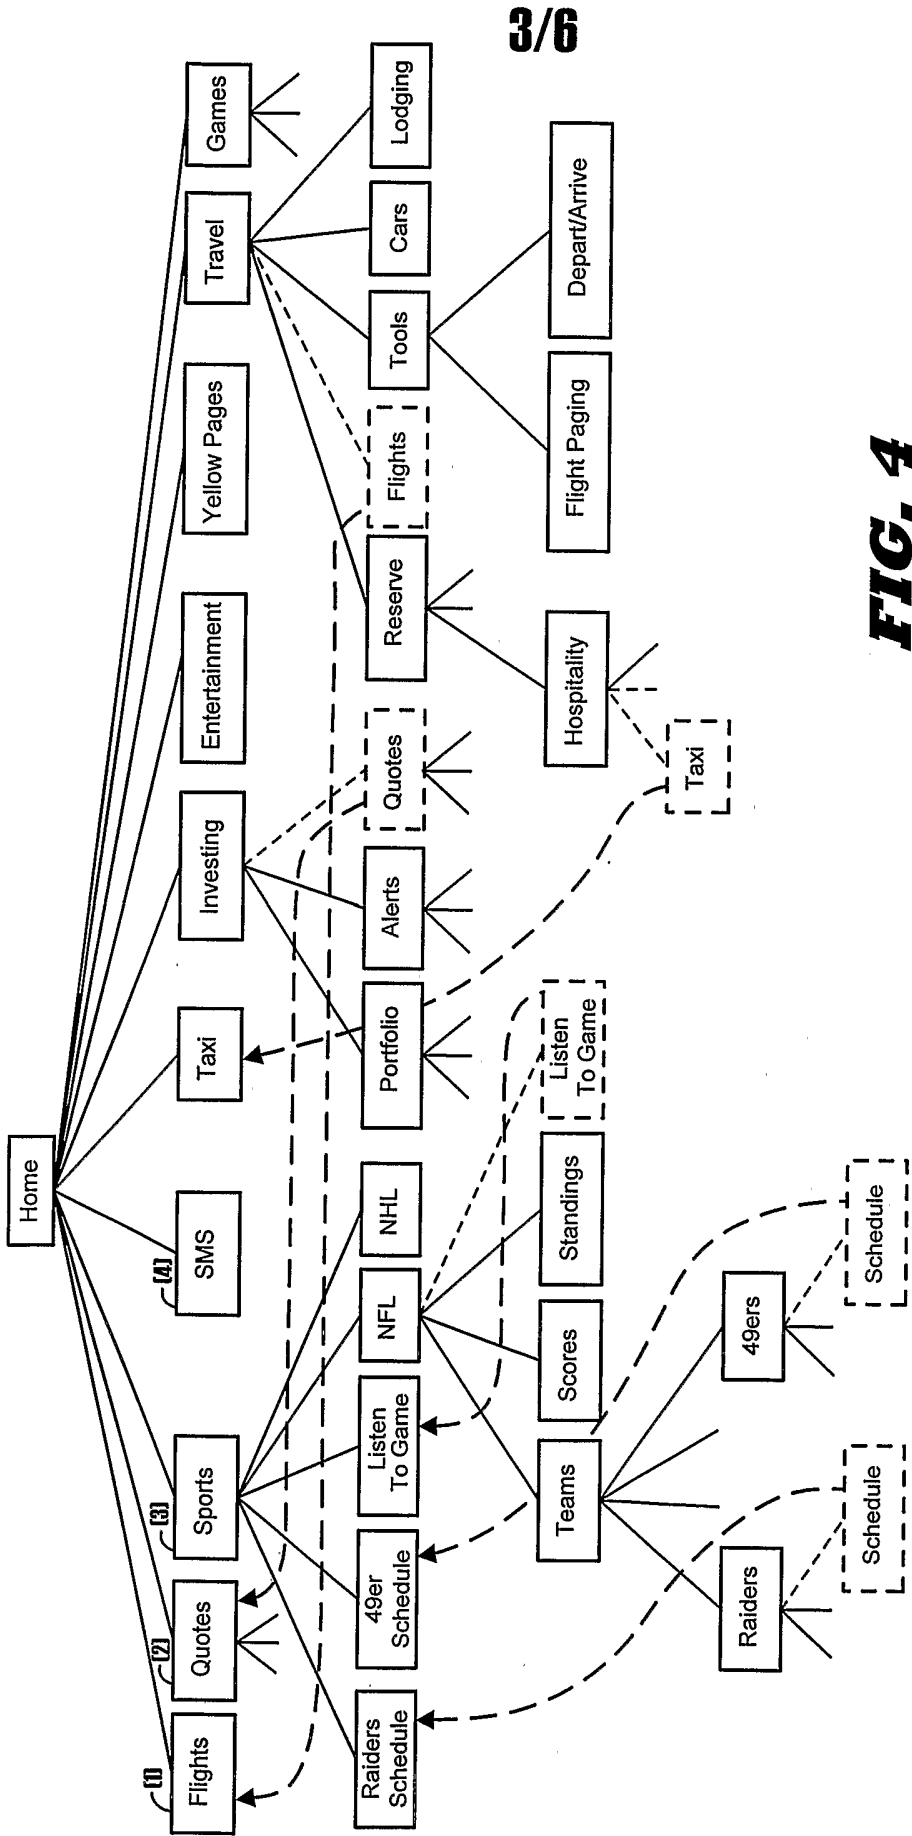 3/6
Home
(1)
(2)
(3)
(4)
Flights
Quotes
Sports
SMS
Taxi
Investing
Entertainment
Yellow Pages
Travel
Games
Raiders
Schedule
49er
Schedule
Listen
To Game
NFL
NHL
Portfolio
Alerts
Quotes
Reserve
Flights
Tools
Cars
Lodging
Teams
Scores
Standings
Listen
To Game
Hospitality
Flight Paging
Depart/Arrive
Raiders
49ers
Taxi
Schedule
Schedule
FIG. 4